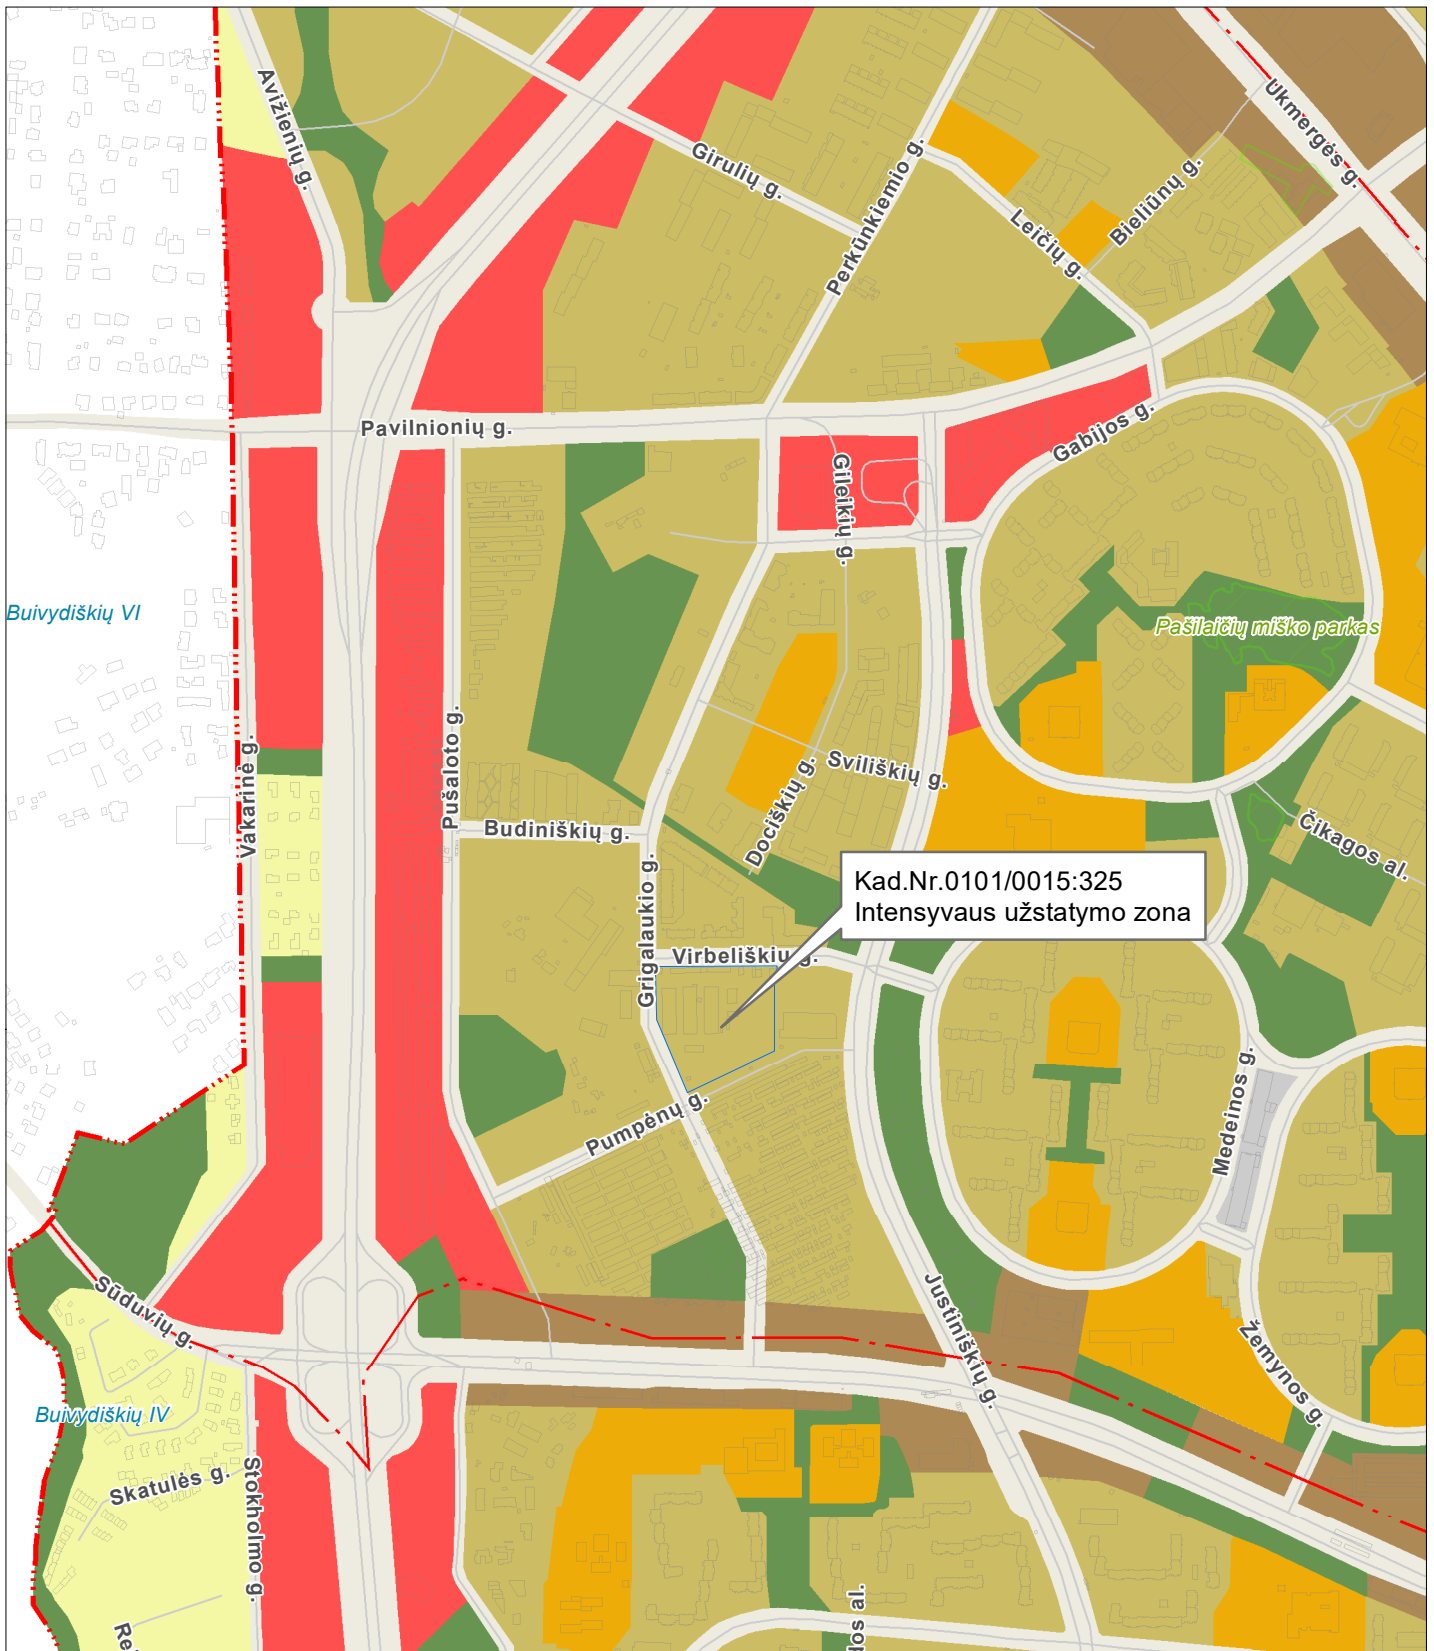 Avižienių g.
Ukmergės g.
Girulių g.
Perkūnkiemio g.
Bieliūnų g.
Leičių g.
Pavilnionių g.
Gabijos g.
Gileikių g.
Buivydiškių VI
Pašilaičių miško parkas
Vakarinė g.
Pušaloto g.
Sviliškių g.
Dociškių g.
Budiniškių g.
Čikagos al.
Kad.Nr.0101/0015:325
Intensyvaus užstatymo zona
Grigalaukio g.
Virbeliškių g.
Medeinos g.
Pumpėnų g.
Sūduvių g.
Justiniškių g.
Žemynos g.
Buivydiškių IV
Skatulės g.
Stokholmo g.